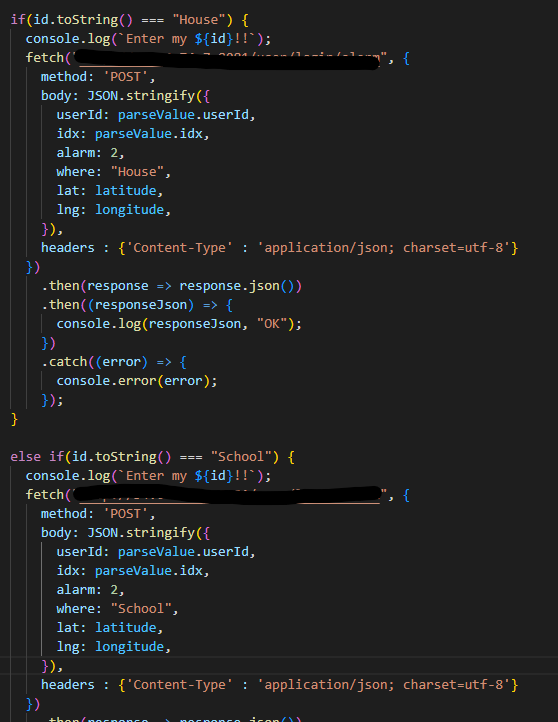 if(id.toString() === "House") {
console.log(`Enter my ${id}!!`);
fetch("", {
method: 'POST',
body: JSON.stringify({
userId: parseValue.userId,
idx: parseValue.idx,
alarm: 2,
where: "House",
lat: latitude,
lng: longitude,
}),
headers : {'Content-Type' : 'application/json; charset=utf-8'}
})
.then(response => response.json())
.then((responseJson) => {
console.log(responseJson, "OK");
})
.catch((error) => {
console.error(error);
});
}
else if(id.toString() === "School") {
console.log(`Enter my ${id}!!`);
fetch("", {
method: 'POST',
body: JSON.stringify({
userId: parseValue.userId,
idx: parseValue.idx,
alarm: 2,
where: "School",
lat: latitude,
lng: longitude,
}),
headers : {'Content-Type' : 'application/json; charset=utf-8'}
})
.then(response => response.json())